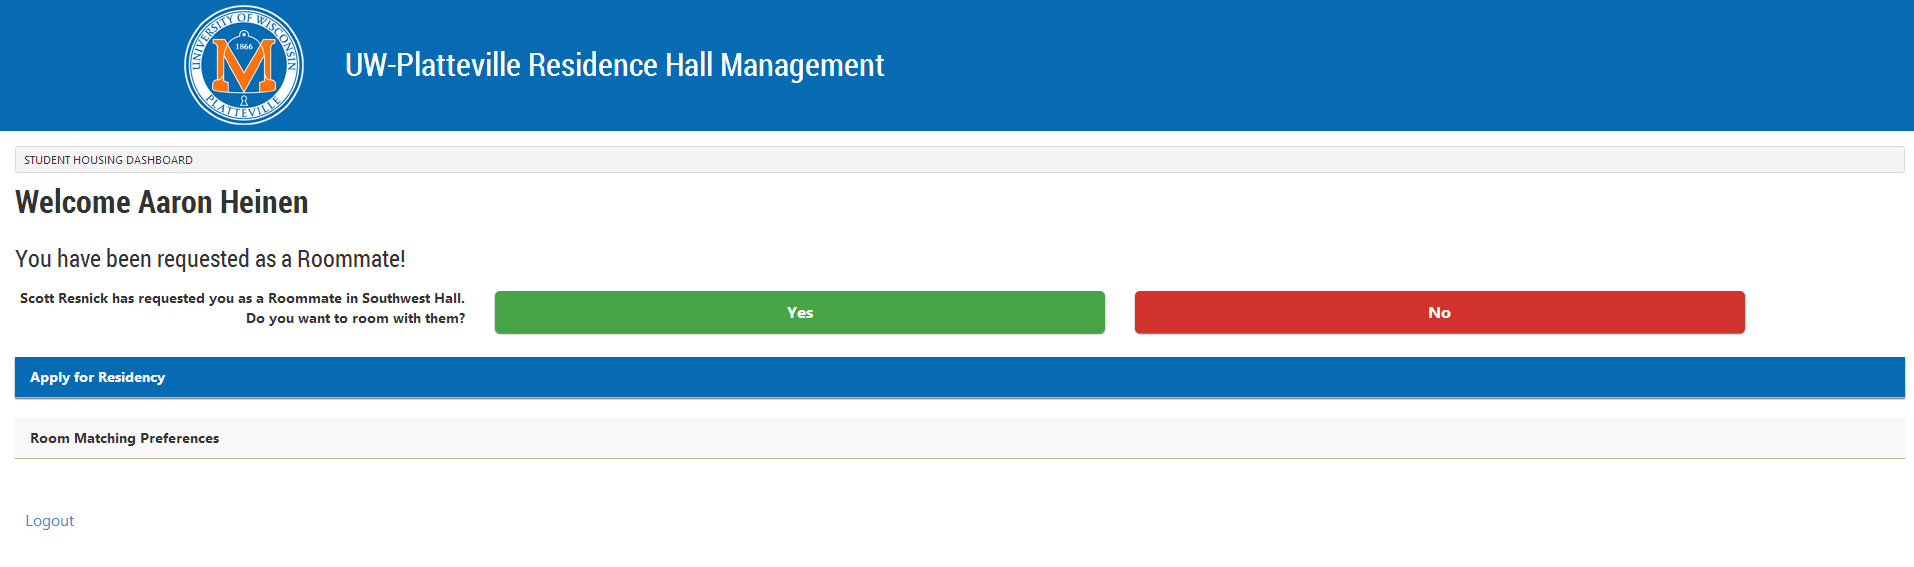 UNIVERSITY OF WISCONSIN
1866
M
PLATTEVILLE
UW-Platteville Residence Hall Management
STUDENT HOUSING DASHBOARD
Welcome Aaron Heinen
You have been requested as a Roommate!
Scott Resnick has requested you as a Roommate in Southwest Hall.
Do you want to room with them?
Yes
No
Apply for Residency
Room Matching Preferences
Logout